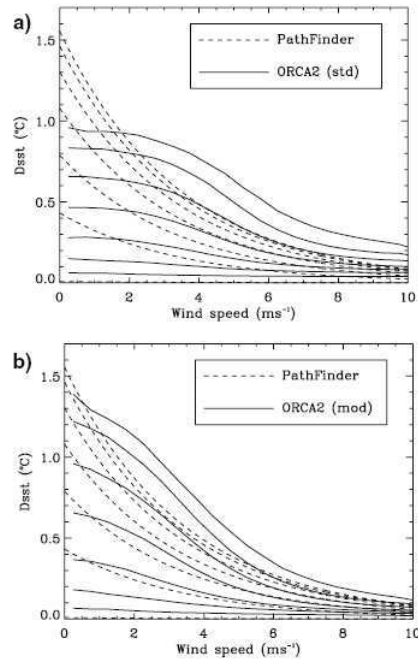 a)
1.5
1.0
0.5
0.0
Dsst (°C)
PathFinder
ORCA2 (std)
0 2 4 6 8 10
Wind speed (ms⁻¹)
b)
1.5
1.0
0.5
0.0
Dsst (°C)
PathFinder
ORCA2 (mod)
0 2 4 6 8 10
Wind speed (ms⁻¹)